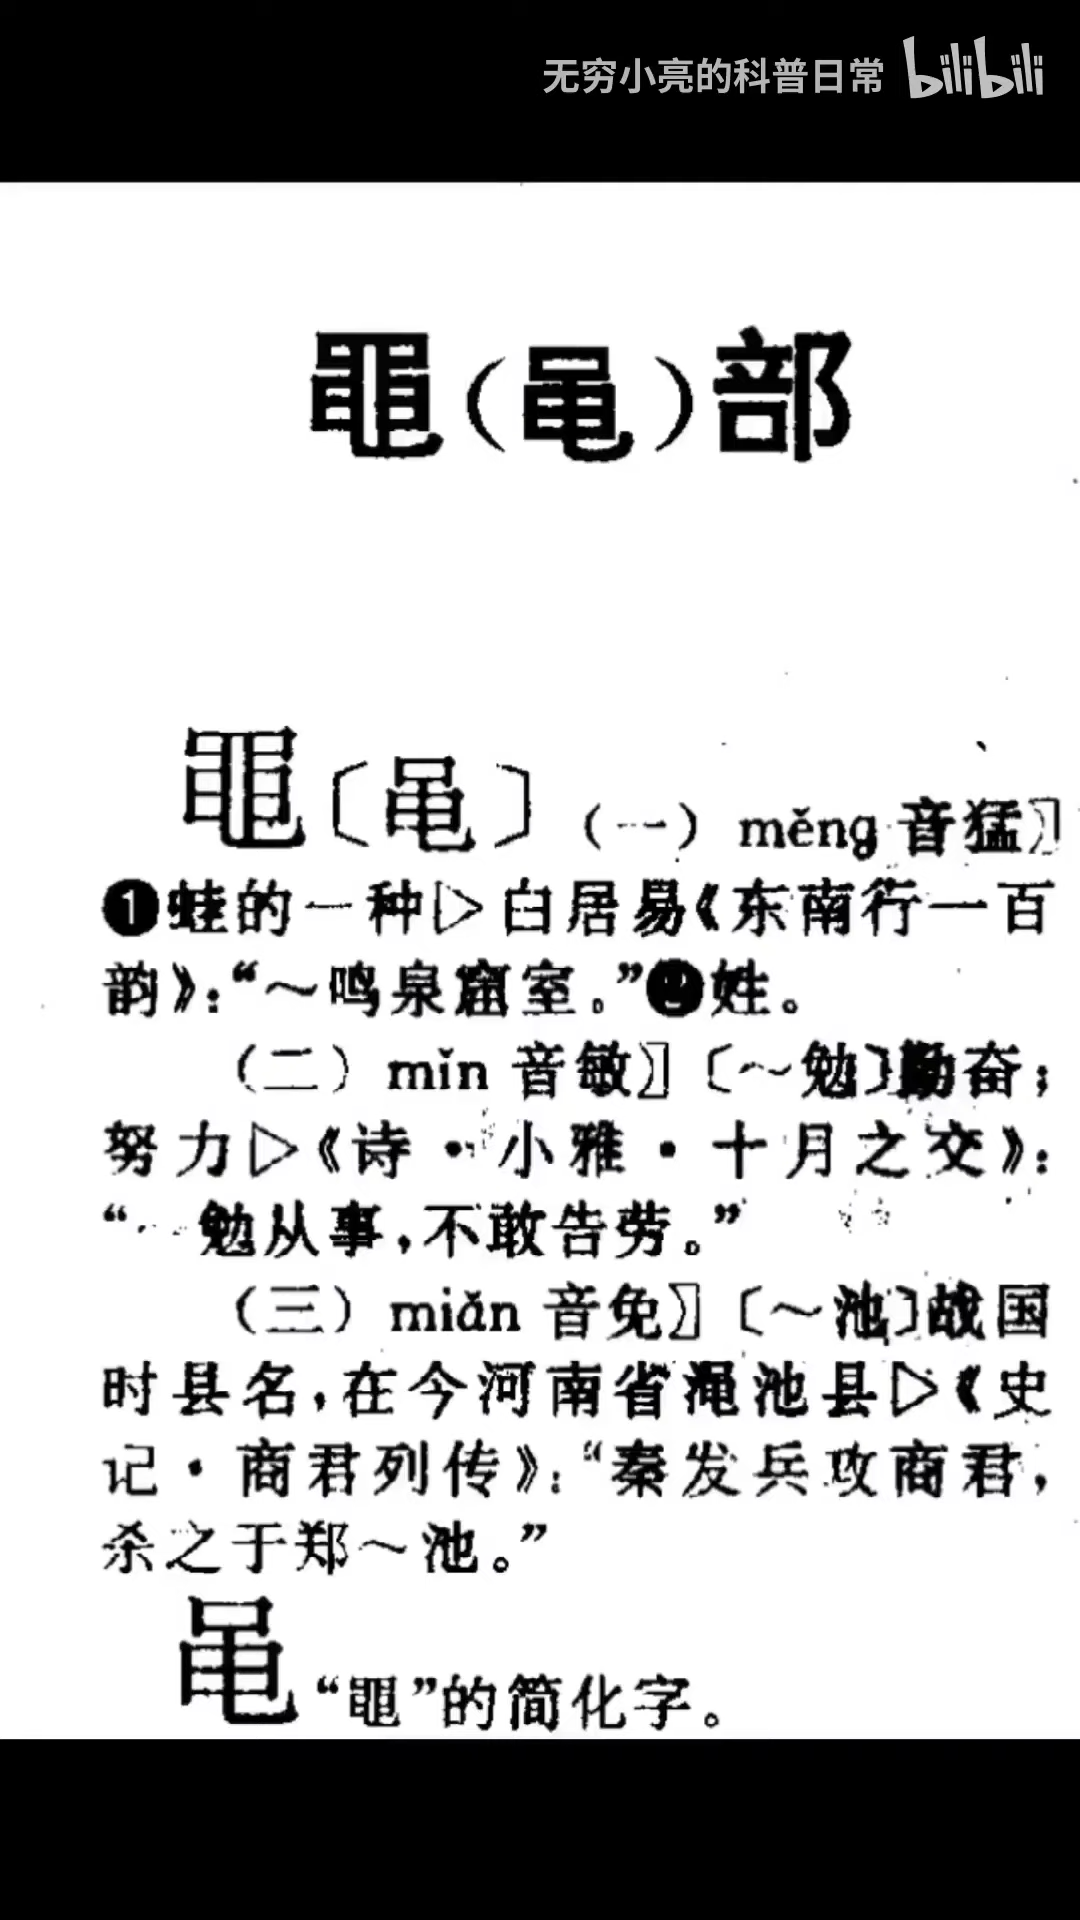 无穷小亮的科普日常 bilibili
黽（黾）部
黽〔黾〕（一） měng 音猛〗
❶蛙的一种▷白居易《东南行一百
韵》：“～鸣泉窟室。”❷姓。
（二） mǐn 音敏〗〔～勉〕勤奋；
努力▷《诗·小雅·十月之交》：
“～勉从事，不敢告劳。”
（三） miǎn 音免〗〔～池〕战国
时县名，在今河南省渑池县▷《史
记·商君列传》：“秦发兵攻商君，
杀之于郑～池。”
黾 “黽”的简化字。